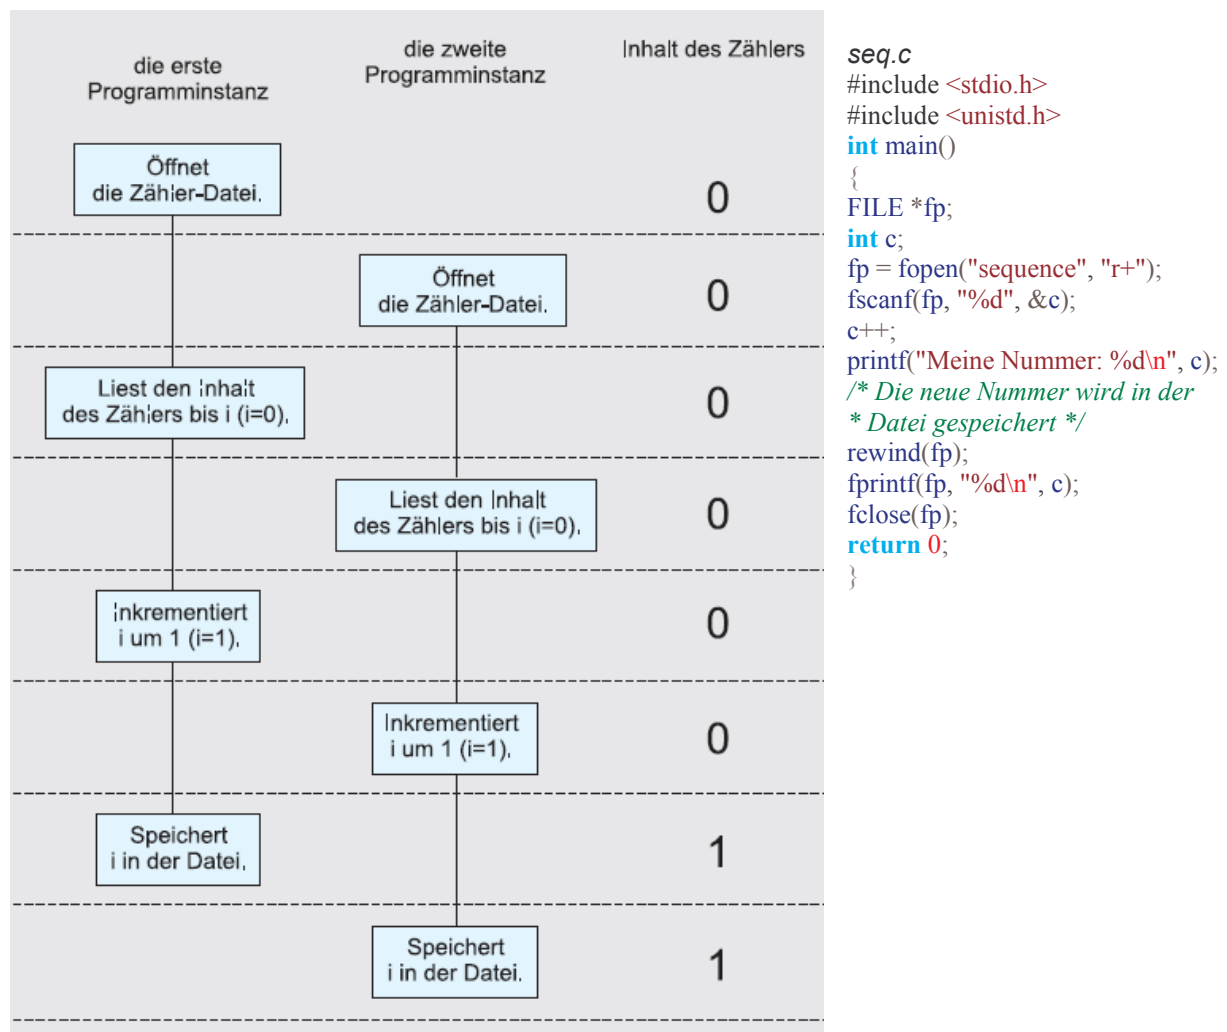 die erste
Programminstanz
die zweite
Programminstanz
Inhalt des Zählers
Öffnet
die Zähler-Datei.
0
Öffnet
die Zähler-Datei.
0
Liest den Inhalt
des Zählers bis i (i=0).
0
Liest den Inhalt
des Zählers bis i (i=0).
0
Inkrementiert
i um 1 (i=1).
0
Inkrementiert
i um 1 (i=1).
0
Speichert
i in der Datei.
1
Speichert
i in der Datei.
1
seq.c
#include <stdio.h>
#include <unistd.h>
int main()
{
FILE *fp;
int c;
fp = fopen("sequence", "r+");
fscanf(fp, "%d", &c);
c++;
printf("Meine Nummer: %d\n", c);
/* Die neue Nummer wird in der
* Datei gespeichert */
rewind(fp);
fprintf(fp, "%d\n", c);
fclose(fp);
return 0;
}